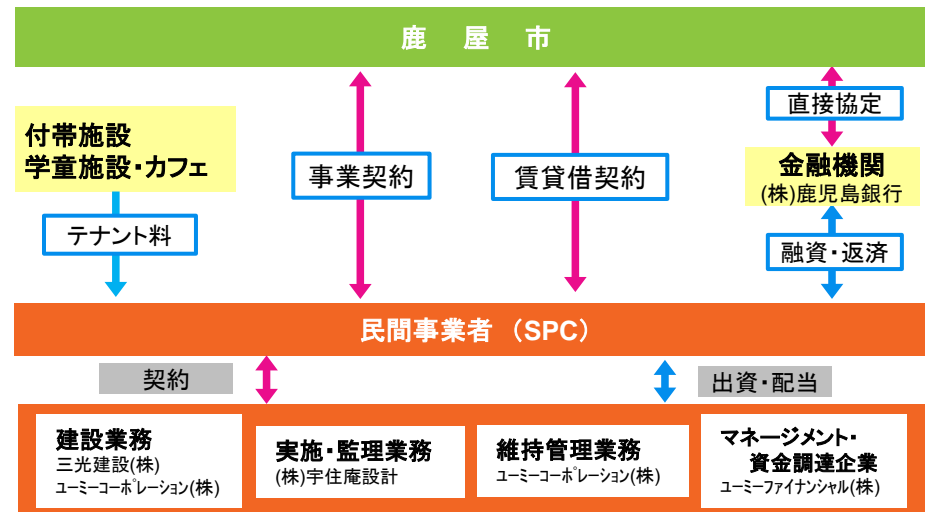 鹿 屋 市
直接協定
付帯施設
学童施設・カフェ
事業契約
賃貸借契約
金融機関
(株)鹿児島銀行
テナント料
融資・返済
民間事業者（SPC）
契約
出資・配当
建設業務
三光建設(株)
ユーミーコーポレーション(株)
実施・監理業務
(株)宇住庵設計
維持管理業務
ユーミーコーポレーション(株)
マネージメント・
資金調達企業
ユーミーファイナンシャル(株)